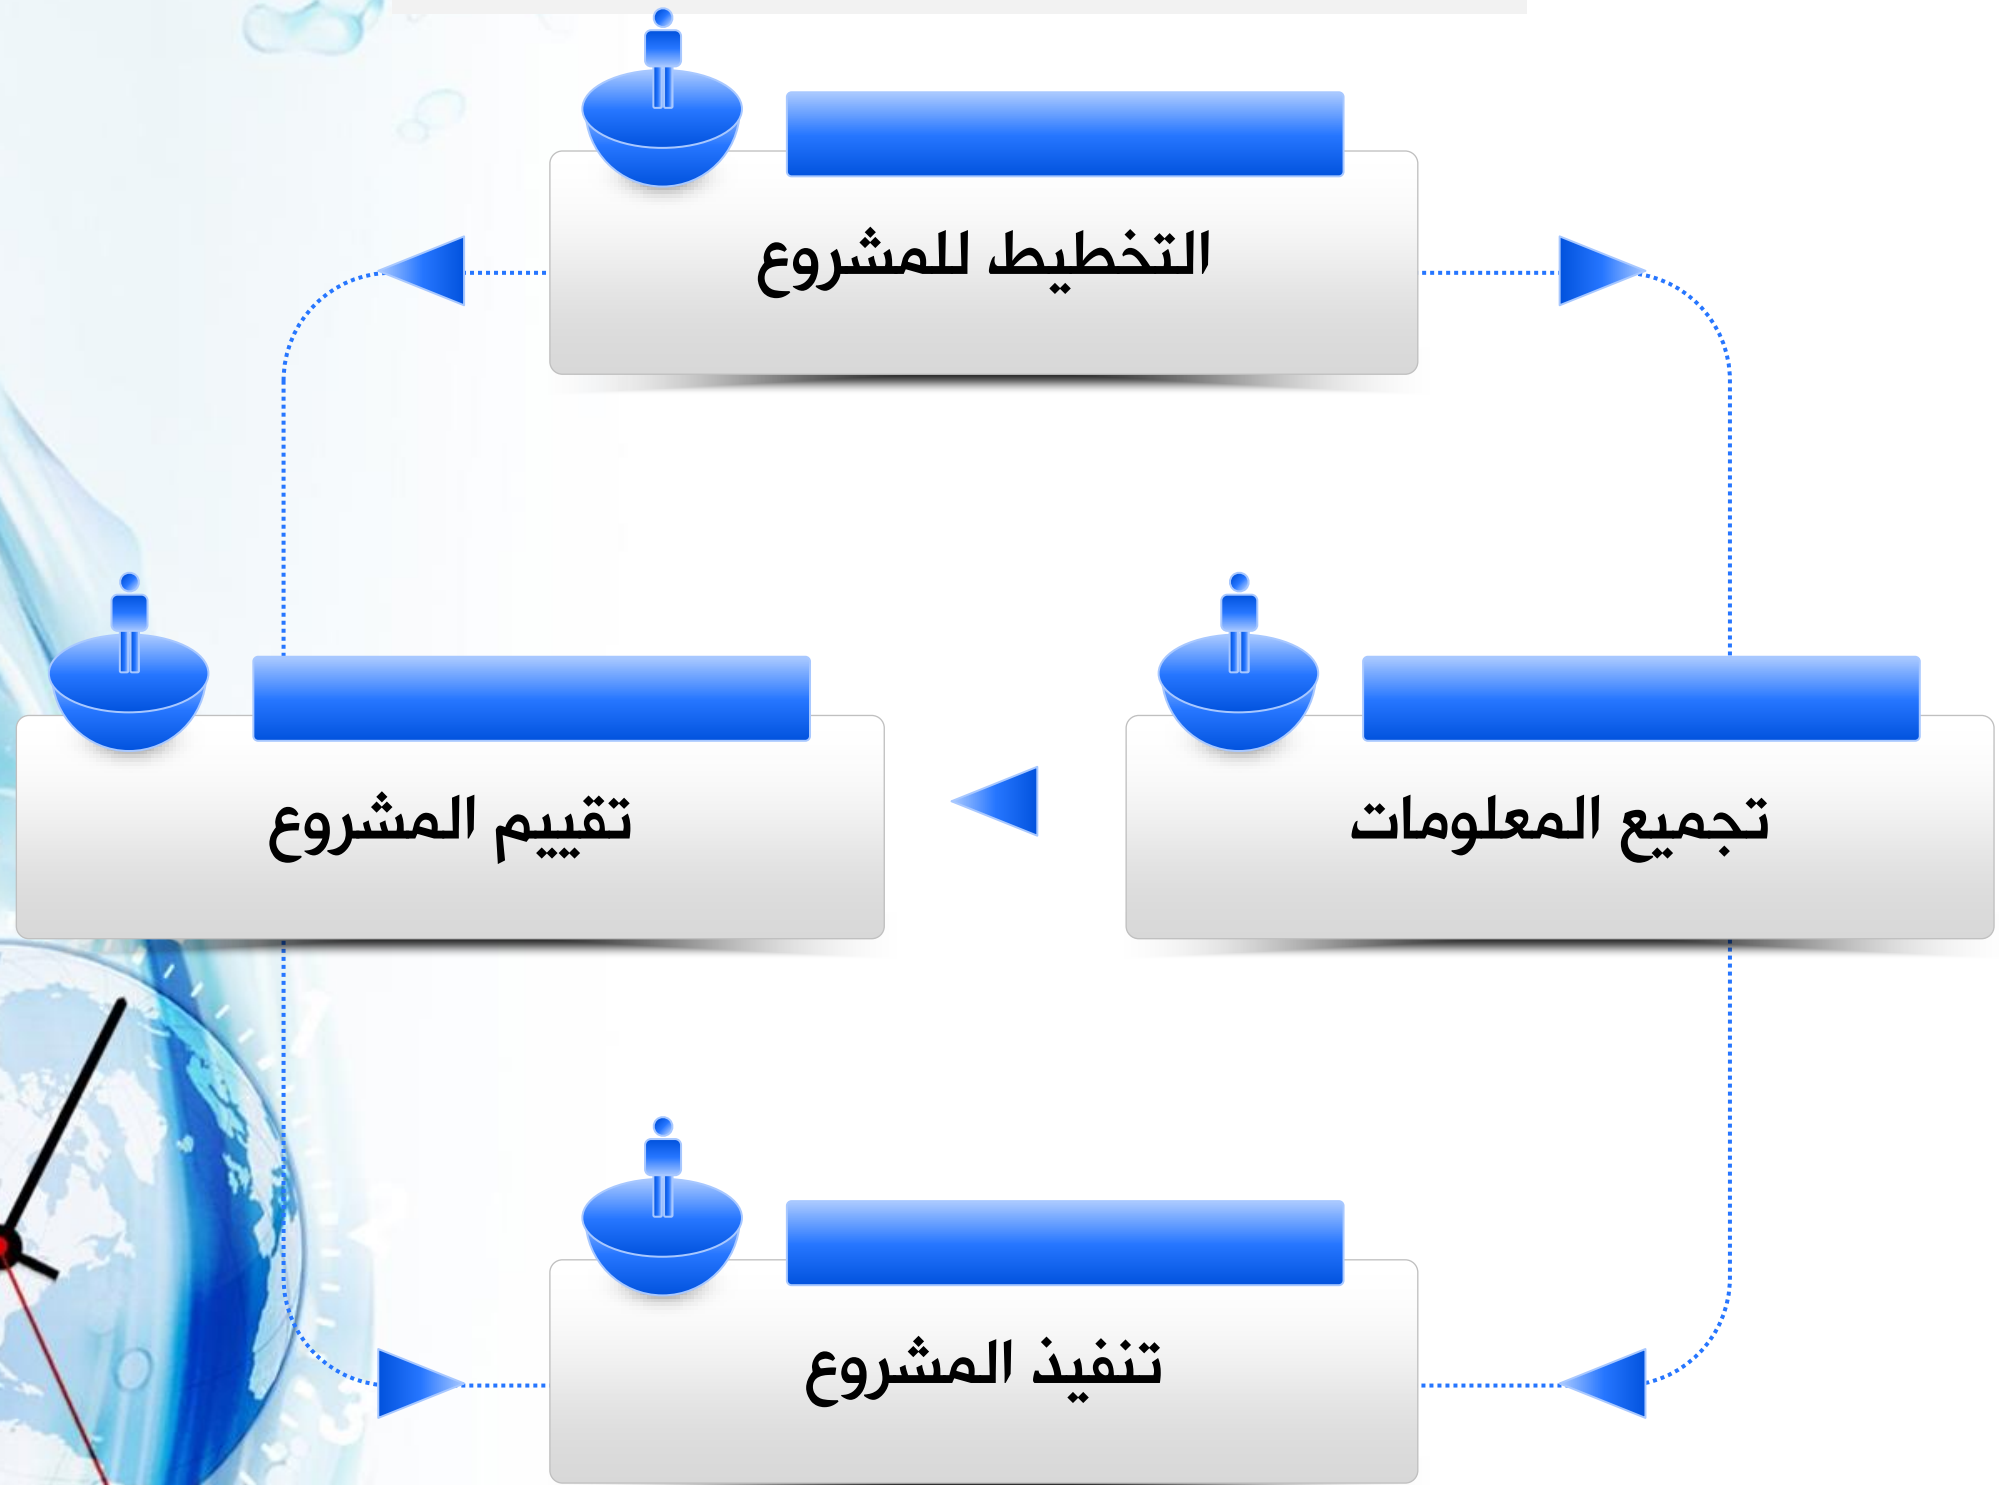 التخطيط للمشروع
تجميع المعلومات
تقييم المشروع
تنفيذ المشروع